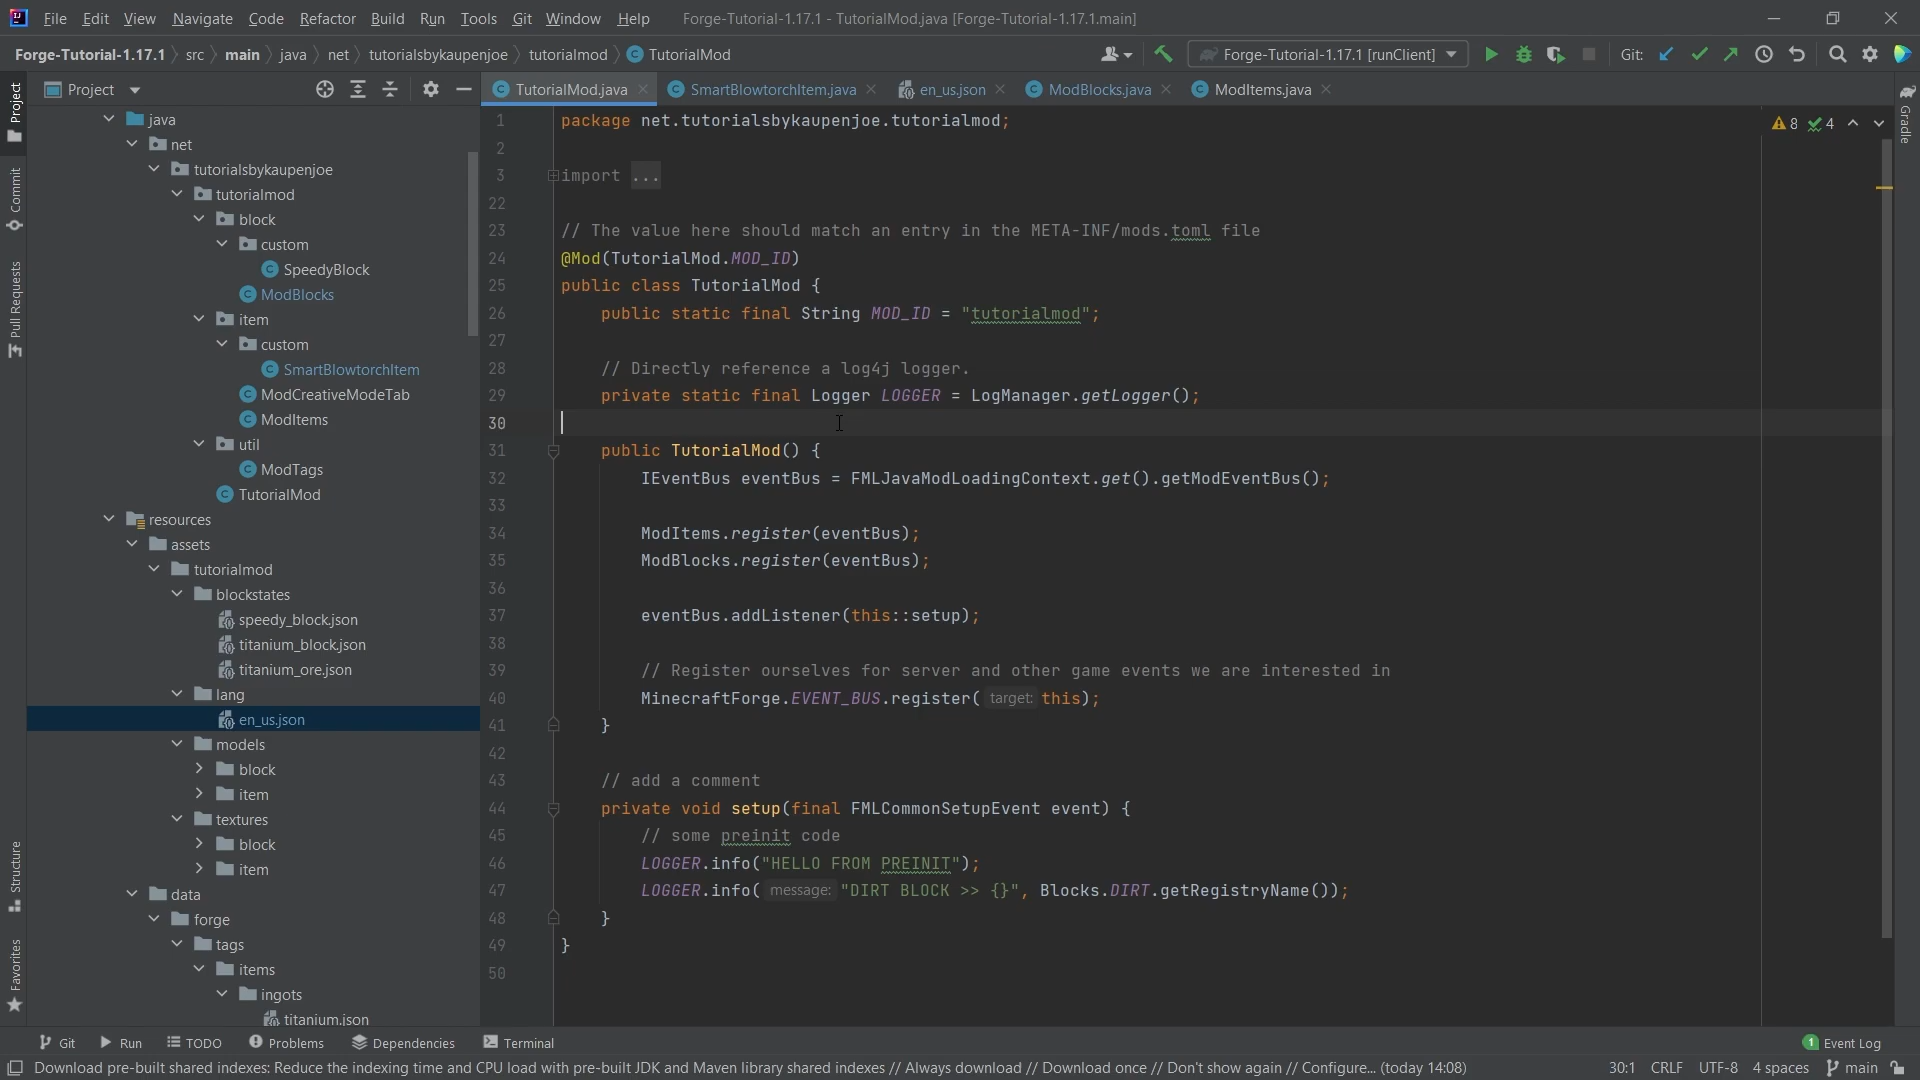 File Edit View Navigate Code Refactor Build Run Tools Git Window Help Forge-Tutorial-1.17.1 - TutorialMod.java [Forge-Tutorial-1.17.1.main]
Forge-Tutorial-1.17.1 src main java net tutorialsbykaupenjoe tutorialmod TutorialMod Forge-Tutorial-1.17.1 [runClient] Git:
Project
Commit
Pull Requests
Structure
Favorites
Project
java
net
tutorialsbykaupenjoe
tutorialmod
block
custom
SpeedyBlock
ModBlocks
item
custom
SmartBlowtorchItem
ModCreativeModeTab
ModItems
util
ModTags
TutorialMod
resources
assets
tutorialmod
blockstates
speedy_block.json
titanium_block.json
titanium_ore.json
lang
en_us.json
models
block
item
textures
block
item
data
forge
tags
items
ingots
titanium.json
TutorialMod.java SmartBlowtorchItem.java en_us.json ModBlocks.java ModItems.java
8 4
Gradle
1 package net.tutorialsbykaupenjoe.tutorialmod;
2
3 import ...
22
23 // The value here should match an entry in the META-INF/mods.toml file
24 @Mod(TutorialMod.MOD_ID)
25 public class TutorialMod {
26 public static final String MOD_ID = "tutorialmod";
27
28 // Directly reference a log4j logger.
29 private static final Logger LOGGER = LogManager.getLogger();
30
31 public TutorialMod() {
32 IEventBus eventBus = FMLJavaModLoadingContext.get().getModEventBus();
33
34 ModItems.register(eventBus);
35 ModBlocks.register(eventBus);
36
37 eventBus.addListener(this::setup);
38
39 // Register ourselves for server and other game events we are interested in
40 MinecraftForge.EVENT_BUS.register( target: this);
41 }
42
43 // add a comment
44 private void setup(final FMLCommonSetupEvent event) {
45 // some preinit code
46 LOGGER.info("HELLO FROM PREINIT");
47 LOGGER.info( message: "DIRT BLOCK >> {}", Blocks.DIRT.getRegistryName());
48 }
49 }
50
Git Run TODO Problems Dependencies Terminal 1 Event Log
Download pre-built shared indexes: Reduce the indexing time and CPU load with pre-built JDK and Maven library shared indexes // Always download // Download once // Don't show again // Configure... (today 14:08) 30:1 CRLF UTF-8 4 spaces main